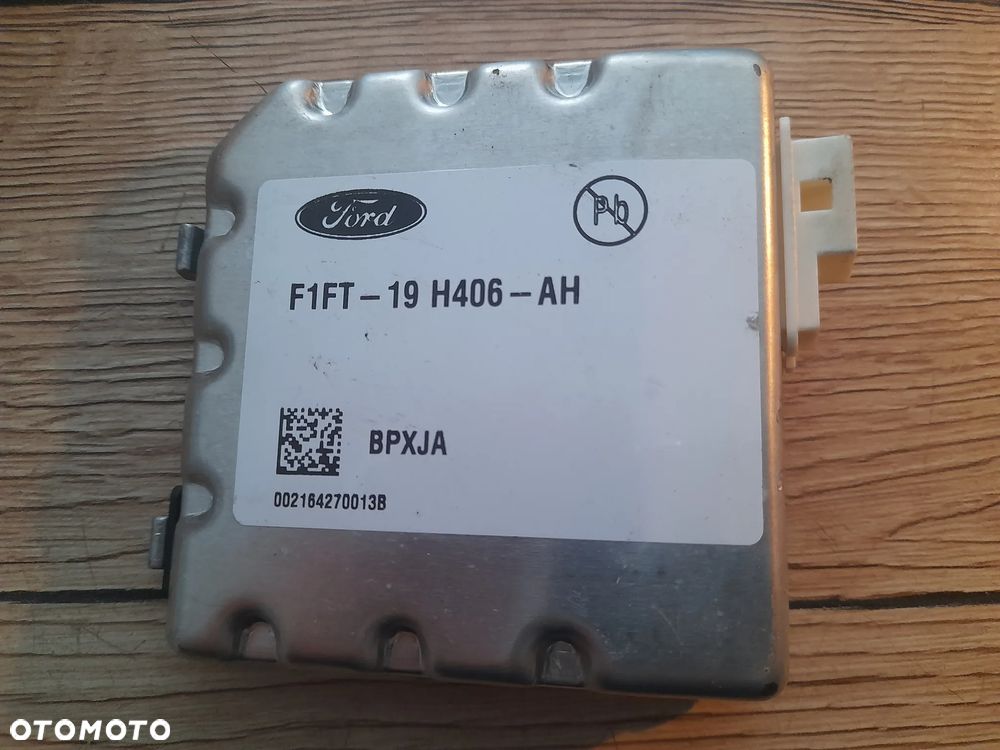 Ford
Pb
F1FT-19 H406-AH
BPXJA
002164270013B
OTOMOTO